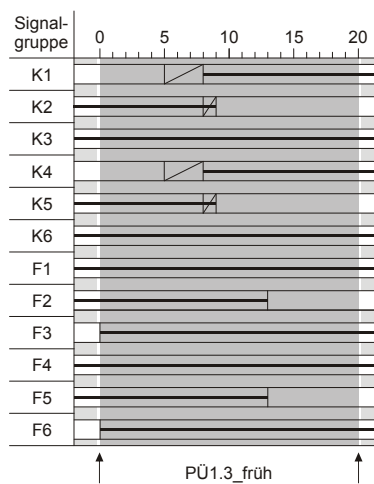 Signal-
gruppe
0 5 10 15 20
K1
K2
K3
K4
K5
K6
F1
F2
F3
F4
F5
F6
PÜ1.3_früh